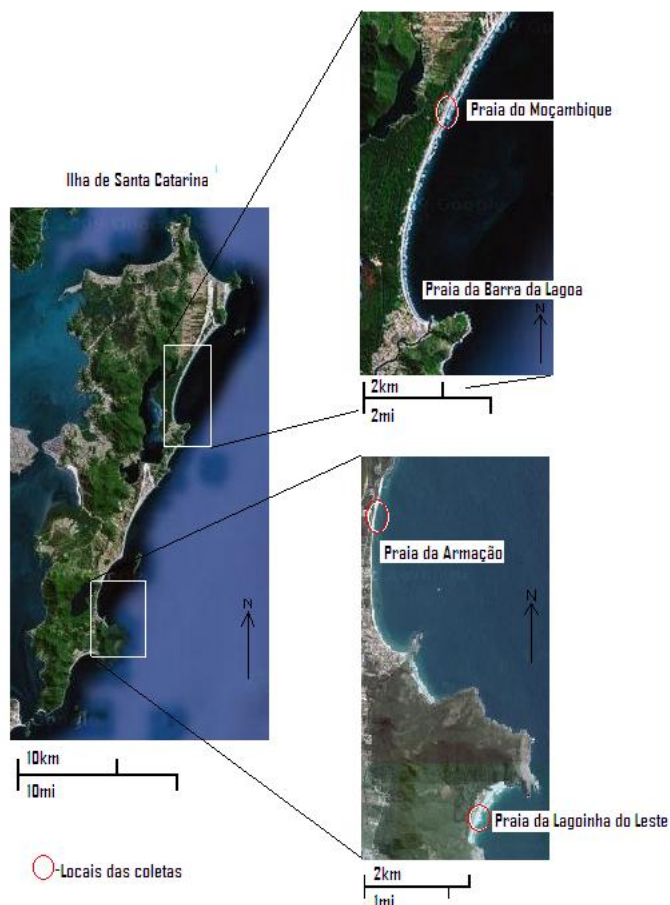 Ilha de Santa Catarina
N
10km
10mi
-Locais das coletas
Praia do Moçambique
Praia da Barra da Lagoa
N
2km
2mi
Praia da Armação
N
Praia da Lagoinha do Leste
2km
1mi